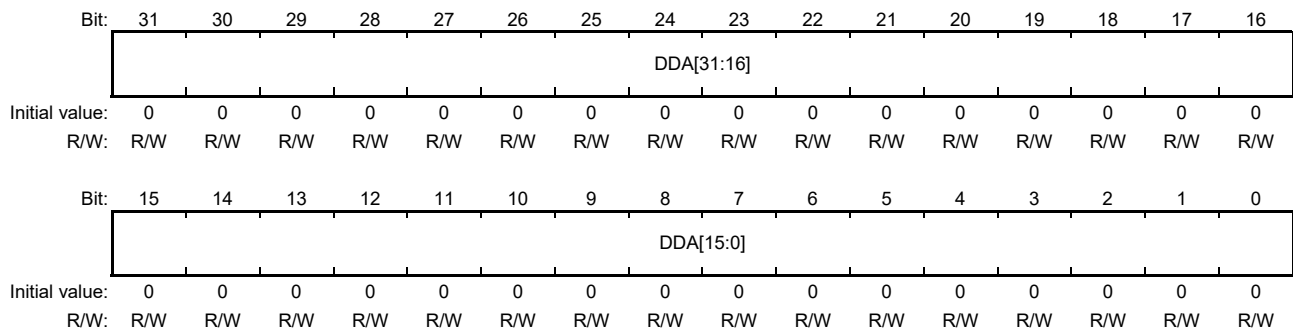 Bit: 31 30 29 28 27 26 25 24 23 22 21 20 19 18 17 16
DDA[31:16]
Initial value: 0 0 0 0 0 0 0 0 0 0 0 0 0 0 0 0
R/W: R/W R/W R/W R/W R/W R/W R/W R/W R/W R/W R/W R/W R/W R/W R/W R/W
Bit: 15 14 13 12 11 10 9 8 7 6 5 4 3 2 1 0
DDA[15:0]
Initial value: 0 0 0 0 0 0 0 0 0 0 0 0 0 0 0 0
R/W: R/W R/W R/W R/W R/W R/W R/W R/W R/W R/W R/W R/W R/W R/W R/W R/W